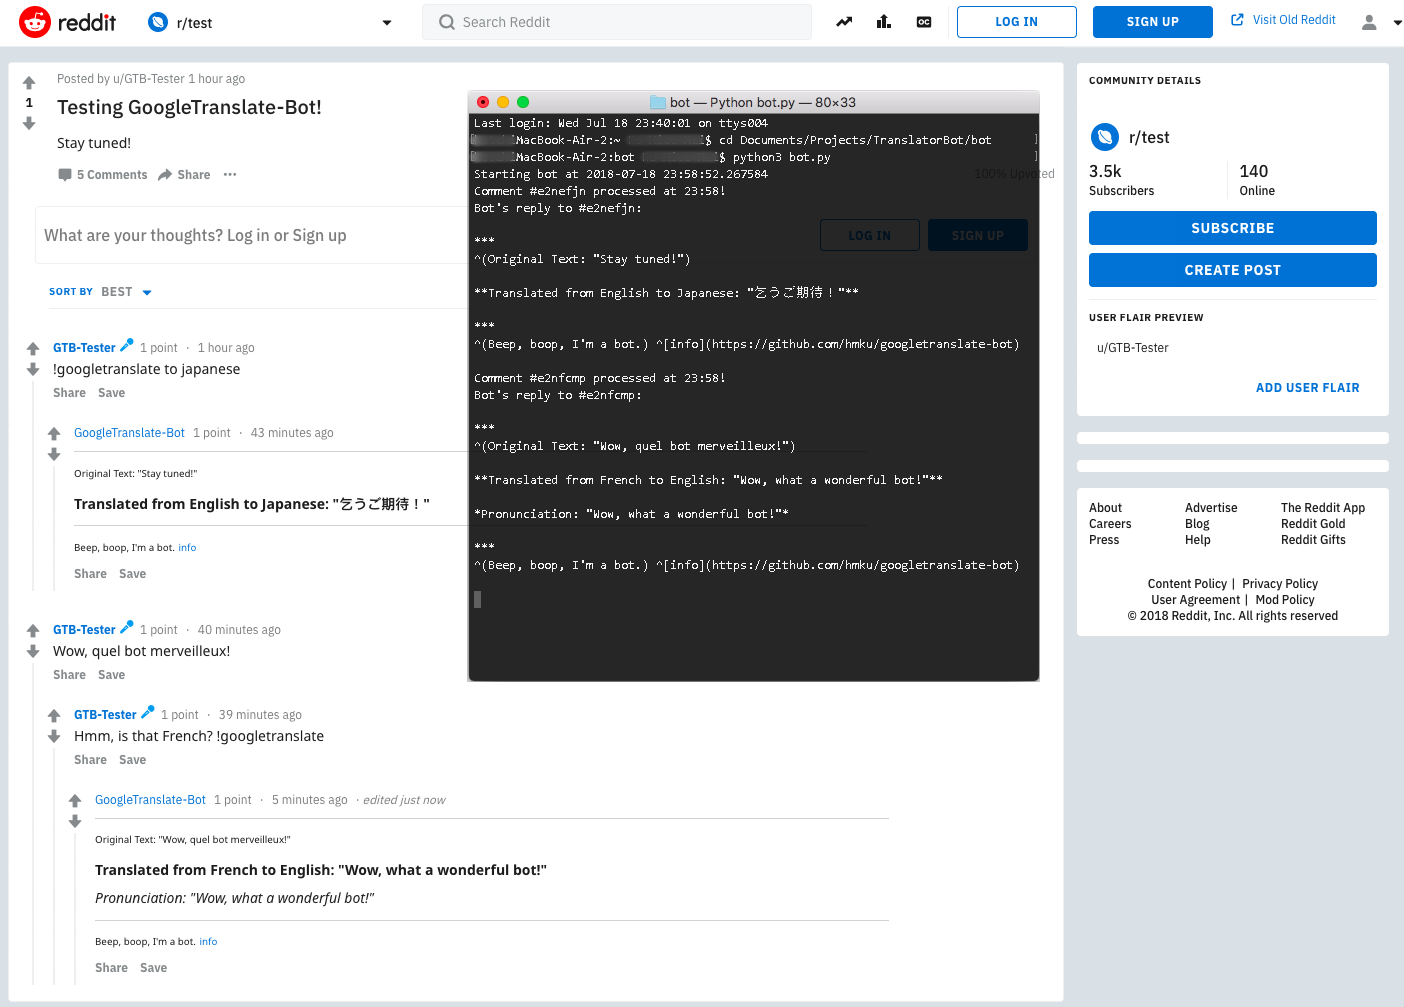 reddit r/test Search Reddit LOG IN SIGN UP Visit Old Reddit
Posted by u/GTB-Tester 1 hour ago
1
Testing GoogleTranslate-Bot!
Stay tuned!
5 Comments Share ···
100% Upvoted
What are your thoughts? Log in or Sign up
LOG IN SIGN UP
SORT BY BEST
GTB-Tester 1 point · 1 hour ago
!googletranslate to japanese
Share Save
GoogleTranslate-Bot 1 point · 43 minutes ago
Original Text: "Stay tuned!"
Translated from English to Japanese: "乞うご期待！"
Beep, boop, I'm a bot. info
Share Save
GTB-Tester 1 point · 40 minutes ago
Wow, quel bot merveilleux!
Share Save
GTB-Tester 1 point · 39 minutes ago
Hmm, is that French? !googletranslate
Share Save
GoogleTranslate-Bot 1 point · 5 minutes ago · edited just now
Original Text: "Wow, quel bot merveilleux!"
Translated from French to English: "Wow, what a wonderful bot!"
Pronunciation: "Wow, what a wonderful bot!"
Beep, boop, I'm a bot. info
Share Save
bot — Python bot.py — 80×33
Last login: Wed Jul 18 23:40:01 on ttys004
MacBook-Air-2:~ $ cd Documents/Projects/TranslatorBot/bot
MacBook-Air-2:bot $ python3 bot.py
Starting bot at 2018-07-18 23:58:52.267584
Comment #e2nefjn processed at 23:58!
Bot's reply to #e2nefjn:
***
^(Original Text: "Stay tuned!")
**Translated from English to Japanese: "乞うご期待！"**
***
^(Beep, boop, I'm a bot.) ^[info](https://github.com/hmku/googletranslate-bot)
Comment #e2nfcmp processed at 23:58!
Bot's reply to #e2nfcmp:
***
^(Original Text: "Wow, quel bot merveilleux!")
**Translated from French to English: "Wow, what a wonderful bot!"**
*Pronunciation: "Wow, what a wonderful bot!"*
***
^(Beep, boop, I'm a bot.) ^[info](https://github.com/hmku/googletranslate-bot)
COMMUNITY DETAILS
r/test
3.5k 140
Subscribers Online
SUBSCRIBE
CREATE POST
USER FLAIR PREVIEW
u/GTB-Tester
ADD USER FLAIR
About Advertise The Reddit App
Careers Blog Reddit Gold
Press Help Reddit Gifts
Content Policy | Privacy Policy
User Agreement | Mod Policy
© 2018 Reddit, Inc. All rights reserved